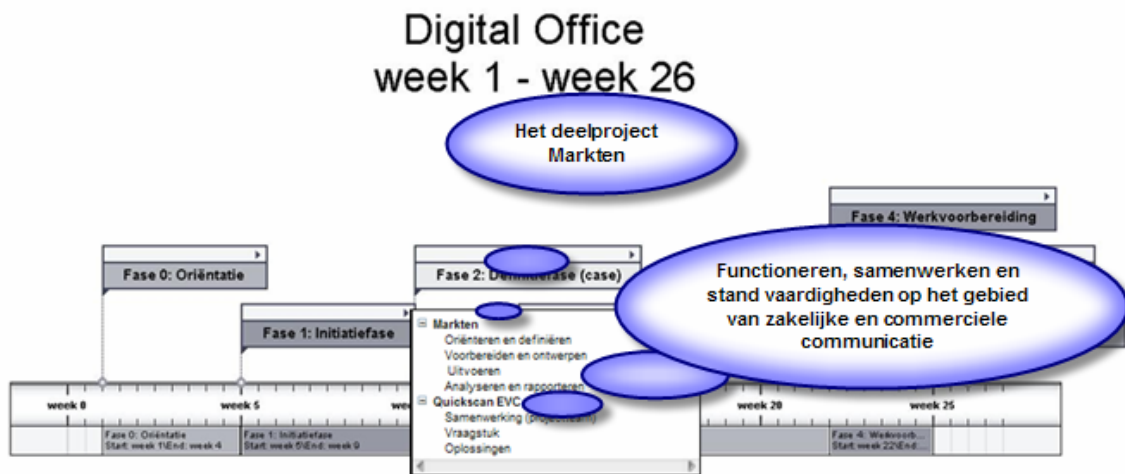 Digital Office
week 1 - week 26
Het deelproject
Markten
Fase 4: Werkvoorbereiding
Fase 0: Oriëntatie
Fase 2: Definitiefase (case)
Functioneren, samenwerken en
stand vaardigheden op het gebied
van zakelijke en commerciele
communicatie
Fase 1: Initiatiefase
Markten
Oriënteren en definiëren
Voorbereiden en ontwerpen
Uitvoeren
Analyseren en rapporteren
Quickscan EVC
Samenwerking (projectteam)
Vraagstuk
Oplossingen
week 0
week 5
week 20
week 25
Fase 0: Oriëntatie
Start: week 1\End: week 4
Fase 1: Initiatiefase
Start: week 5\End: week 9
Fase 4: Werkvoorb...
Start: week 22\End:...